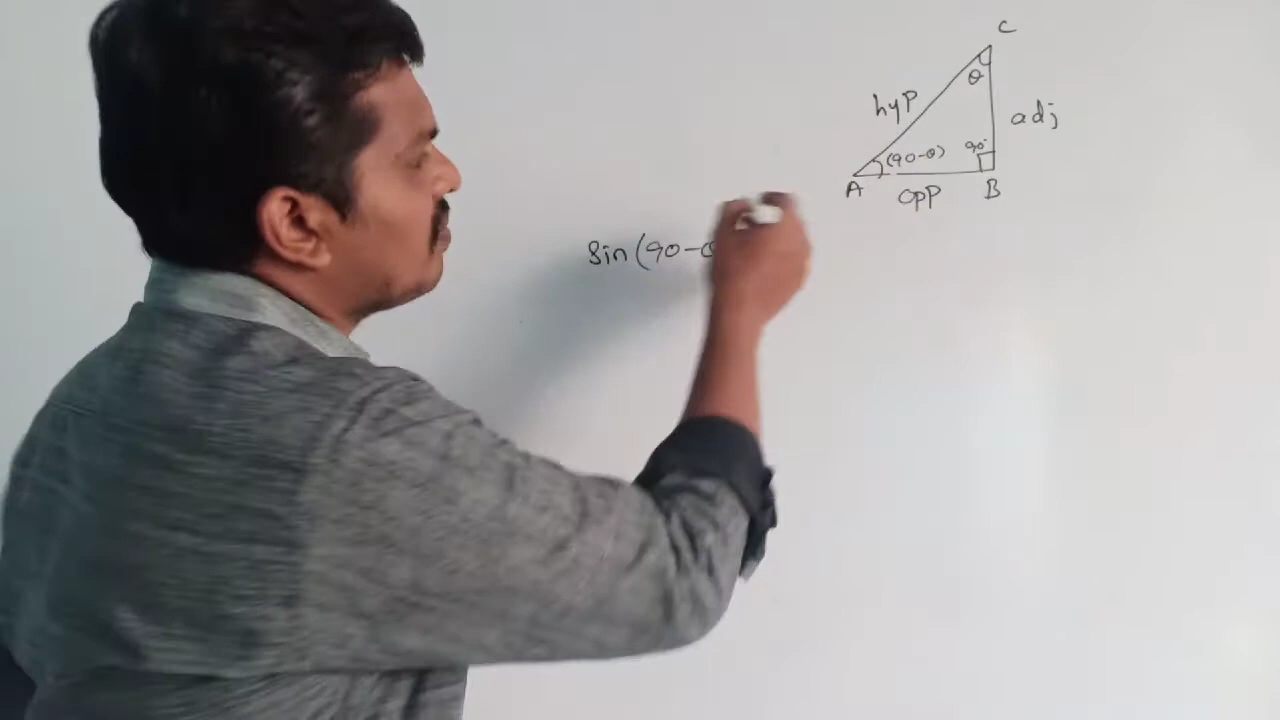 C
θ
hyp
adj
(90-θ) 90°
A opp B
Sin(90-θ